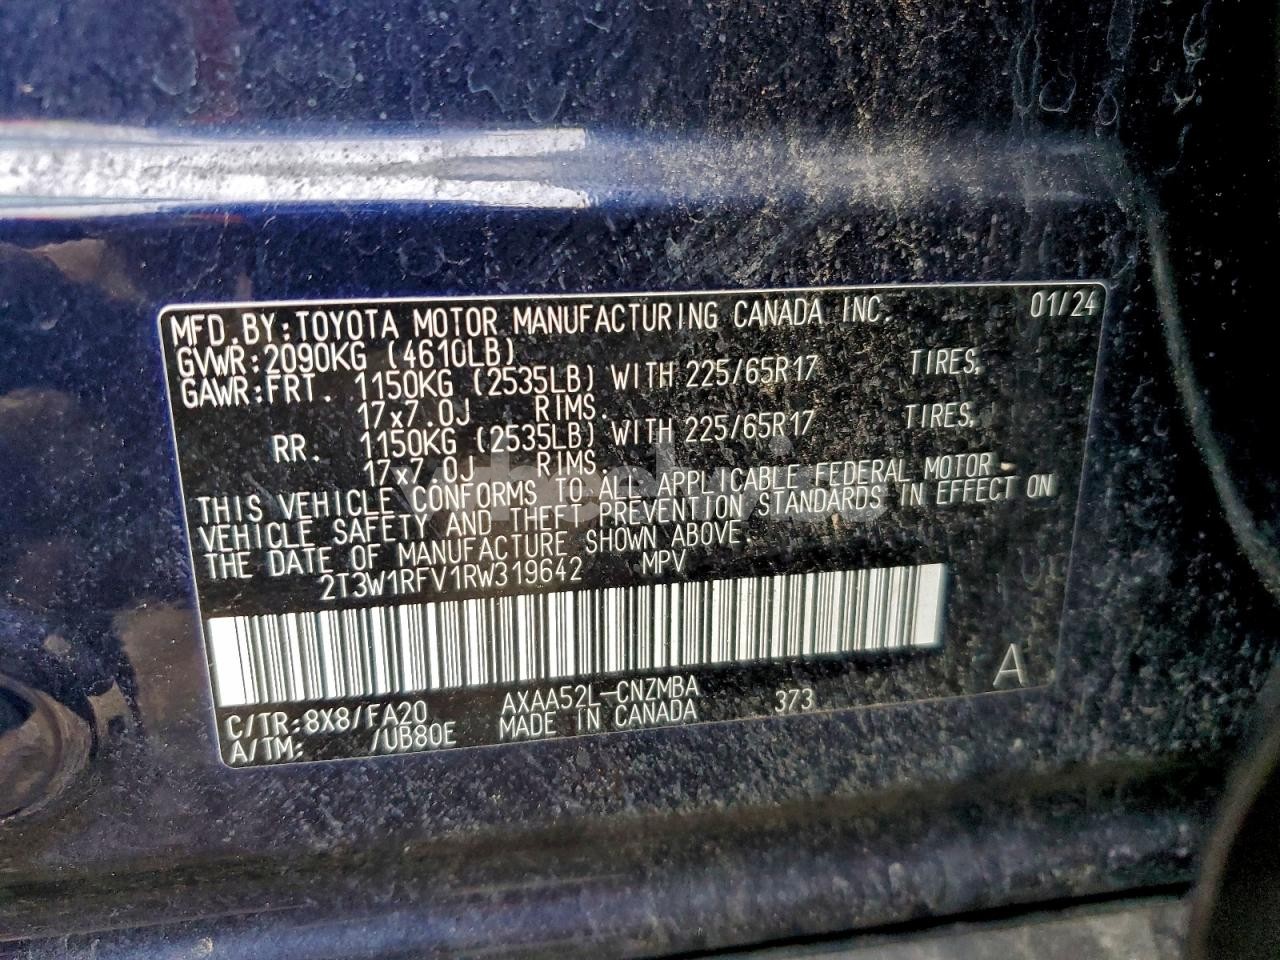 MFD.BY:TOYOTA MOTOR MANUFACTURING CANADA INC. 01/24
GVWR:2090KG (4610LB)
GAWR:FRT. 1150KG (2535LB) WITH 225/65R17 TIRES,
17x7.0J RIMS.
RR. 1150KG (2535LB) WITH 225/65R17 TIRES,
17x7.0J RIMS.
THIS VEHICLE CONFORMS TO ALL APPLICABLE FEDERAL MOTOR
VEHICLE SAFETY AND THEFT PREVENTION STANDARDS IN EFFECT ON
THE DATE OF MANUFACTURE SHOWN ABOVE.
2T3W1RFV1RW319642 MPV
A
C/TR:8X8/FA20 AXAA52L-CNZMBA 373
A/TM: /UB80E MADE IN CANADA